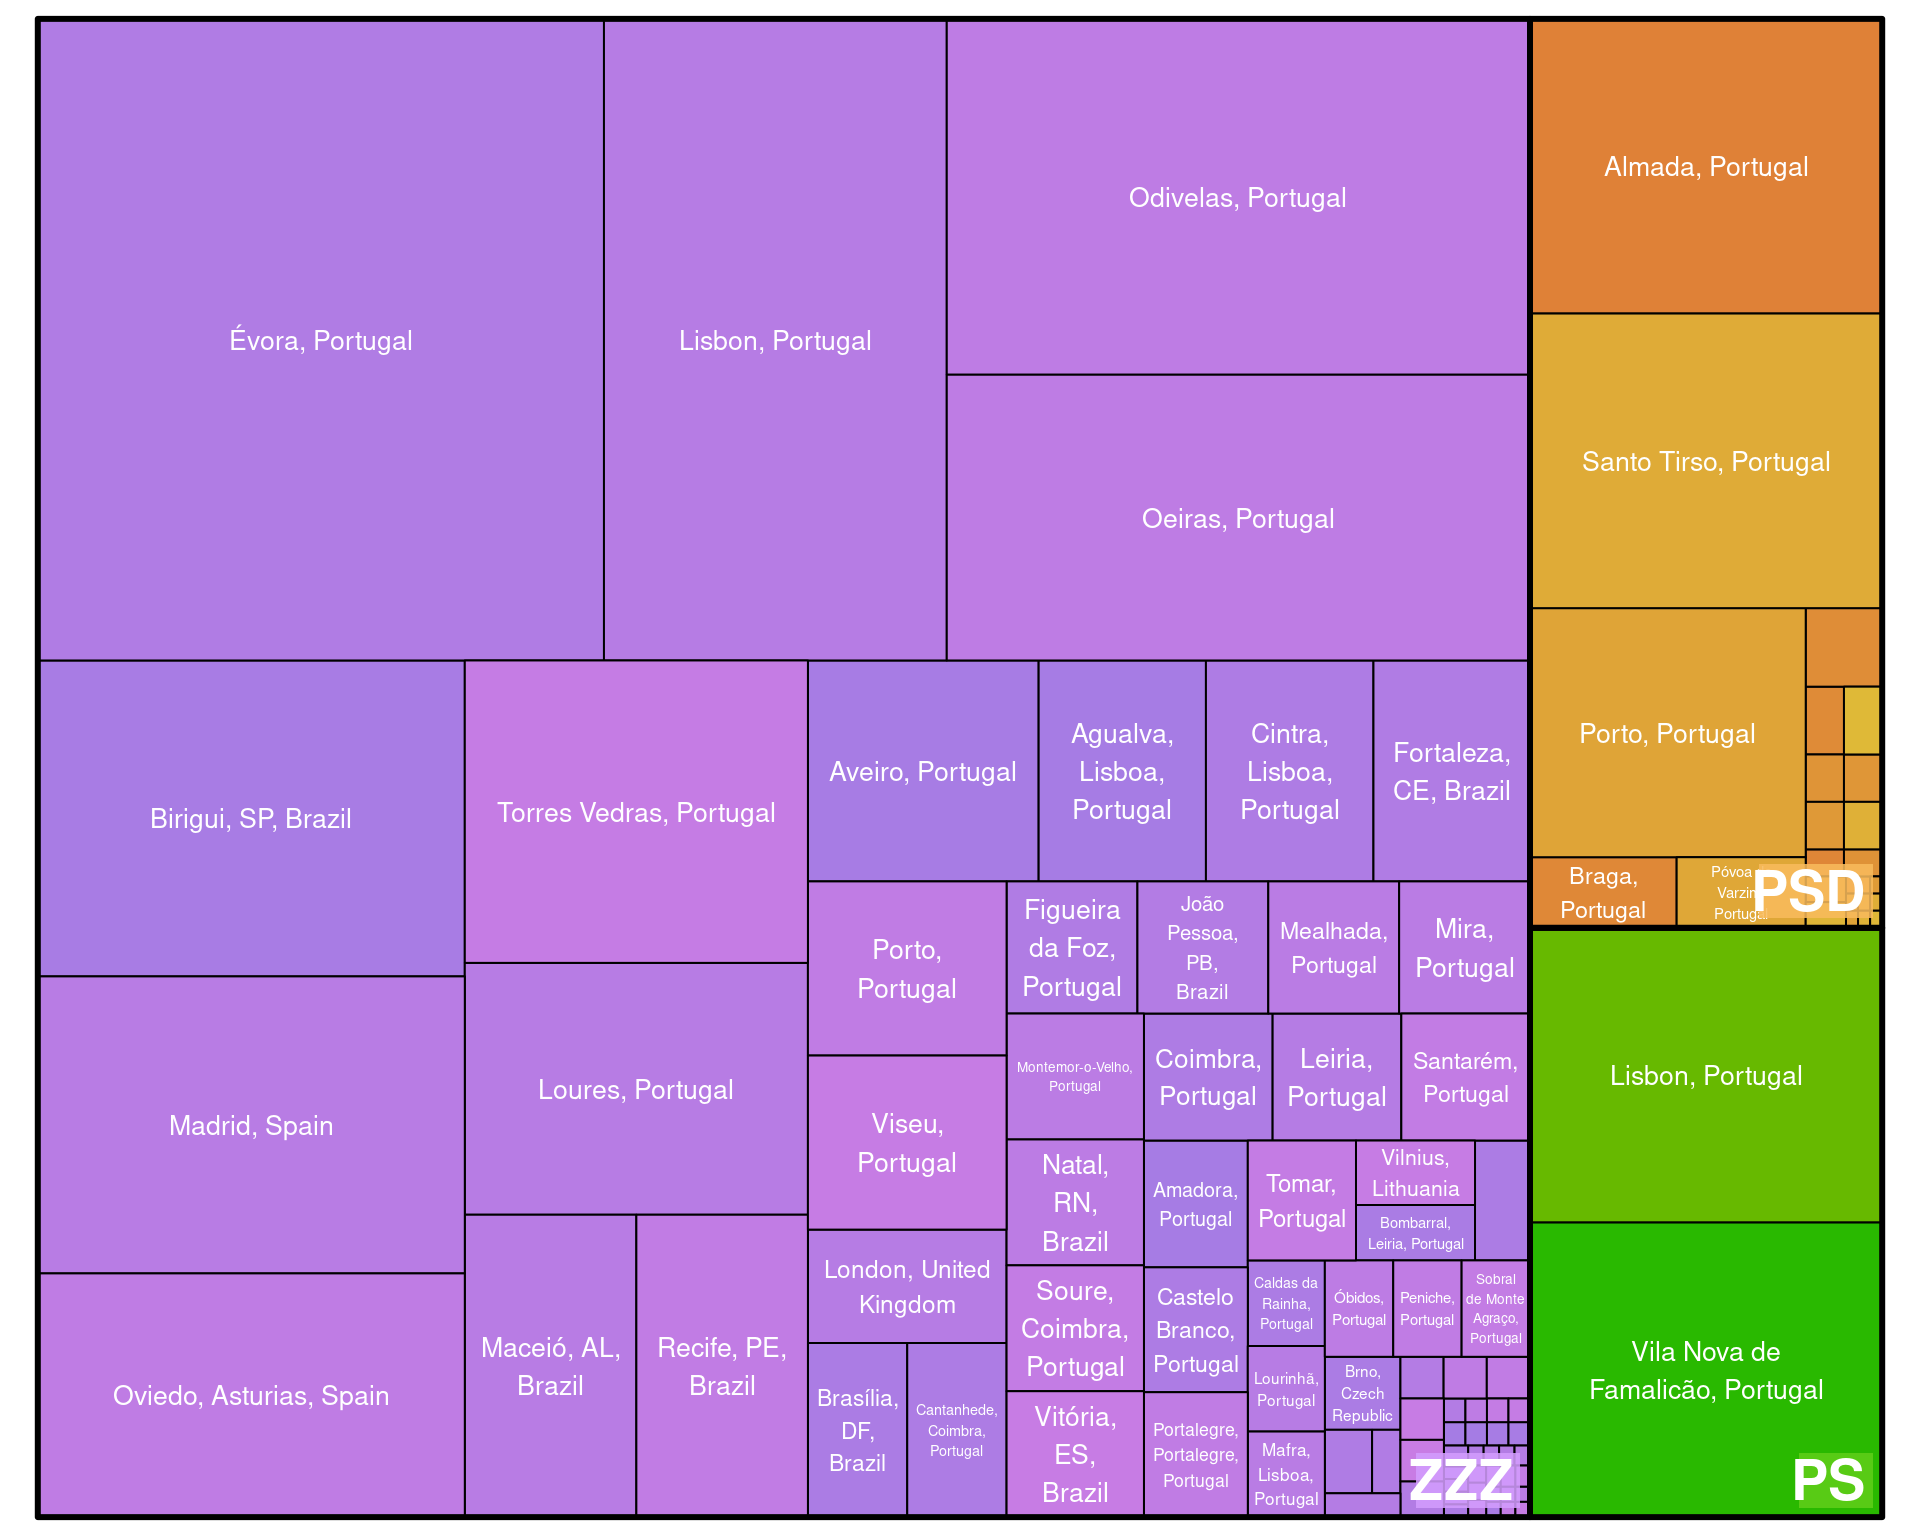 Évora, Portugal
Lisbon, Portugal
Odivelas, Portugal
Oeiras, Portugal
Birigui, SP, Brazil
Madrid, Spain
Oviedo, Asturias, Spain
Torres Vedras, Portugal
Loures, Portugal
Maceió, AL,
Brazil
Recife, PE,
Brazil
Aveiro, Portugal
Agualva,
Lisboa,
Portugal
Cintra,
Lisboa,
Portugal
Fortaleza,
CE, Brazil
Porto,
Portugal
Viseu,
Portugal
London, United
Kingdom
Brasília,
DF,
Brazil
Cantanhede,
Coimbra,
Portugal
Figueira
da Foz,
Portugal
João
Pessoa,
PB,
Brazil
Mealhada,
Portugal
Mira,
Portugal
Montemor-o-Velho,
Portugal
Natal,
RN,
Brazil
Soure,
Coimbra,
Portugal
Vitória,
ES,
Brazil
Coimbra,
Portugal
Leiria,
Portugal
Santarém,
Portugal
Amadora,
Portugal
Castelo
Branco,
Portugal
Portalegre,
Portalegre,
Portugal
Tomar,
Portugal
Vilnius,
Lithuania
Bombarral,
Leiria, Portugal
Caldas da
Rainha,
Portugal
Lourinhã,
Portugal
Mafra,
Lisboa,
Portugal
Óbidos,
Portugal
Peniche,
Portugal
Sobral
de Monte
Agraço,
Portugal
Brno,
Czech
Republic
ZZZ
Almada, Portugal
Santo Tirso, Portugal
Porto, Portugal
Braga,
Portugal
Póvoa
Varzim
Portugal
PSD
Lisbon, Portugal
Vila Nova de
Famalicão, Portugal
PS